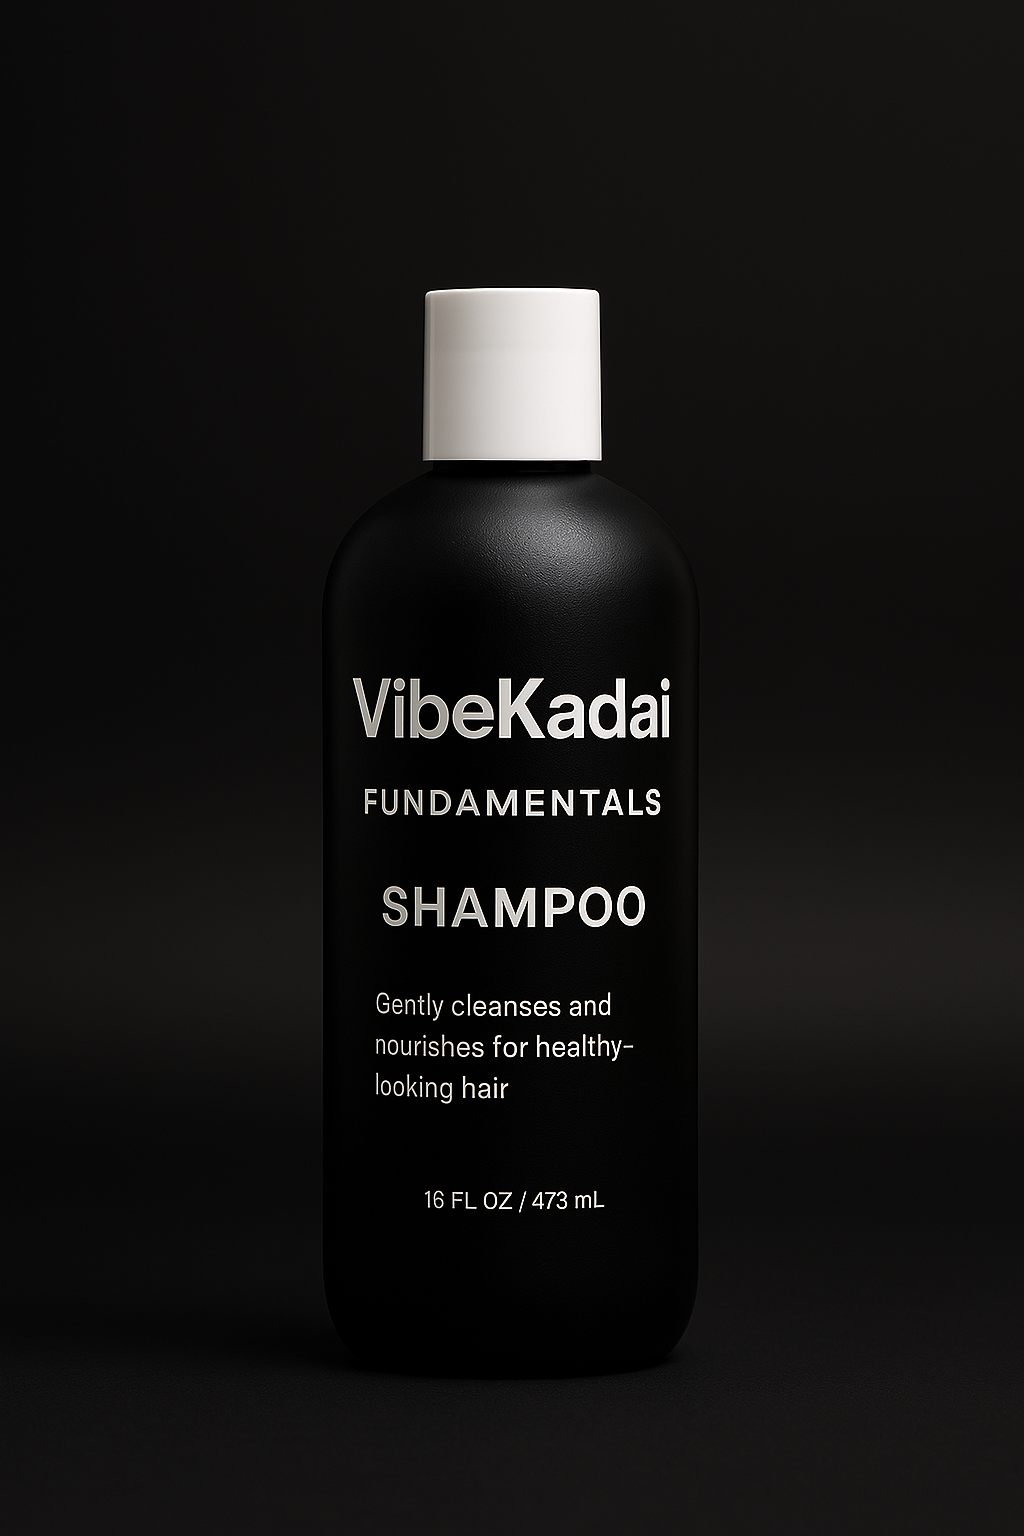 VibeKadai
FUNDAMENTALS
SHAMPOO
Gently cleanses and
nourishes for healthy-
looking hair
16 FL OZ / 473 mL